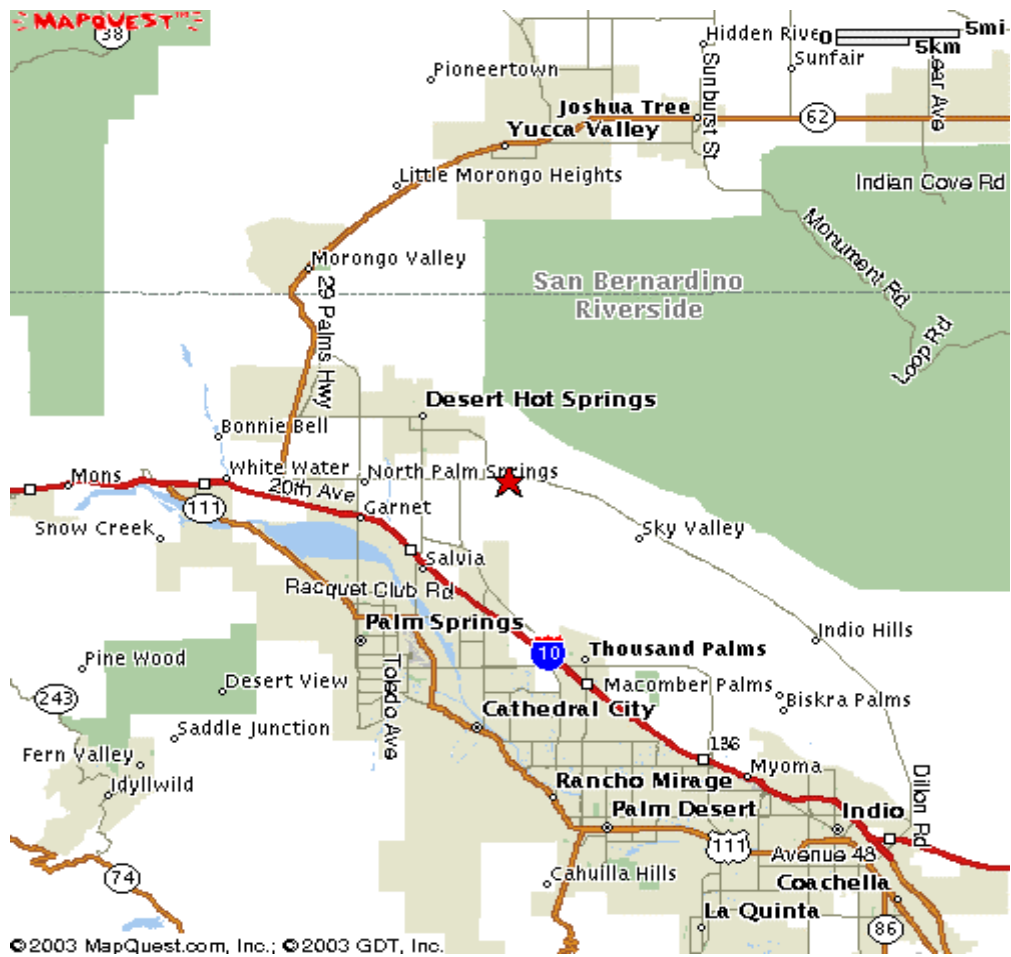 MAPQUEST™
38
Hidden Rive
0
5mi
5km
Sunfair
Pioneertown
Sunburst St
Lear Ave
Joshua Tree
Yucca Valley
62
Little Morongo Heights
Indian Cove Rd
Monument Rd
Morongo Valley
San Bernardino
Riverside
29 Palms Hwy
Loop Rd
Desert Hot Springs
Bonnie Bell
Mons
White Water
North Palm Springs
20th Ave
111
Garnet
Snow Creek
Sky Valley
Salvia
Racquet Club Rd
Palm Springs
Indio Hills
10
Thousand Palms
Pine Wood
Toledo Ave
243
Desert View
Macomber Palms
Biskra Palms
Cathedral City
Saddle Junction
136
Fern Valley
Myoma
Dillon Rd
Idyllwild
Rancho Mirage
Palm Desert
Indio
111
Avenue 48
74
Cahuilla Hills
Coachella
La Quinta
86
©2003 MapQuest.com, Inc.; ©2003 GDT, Inc.